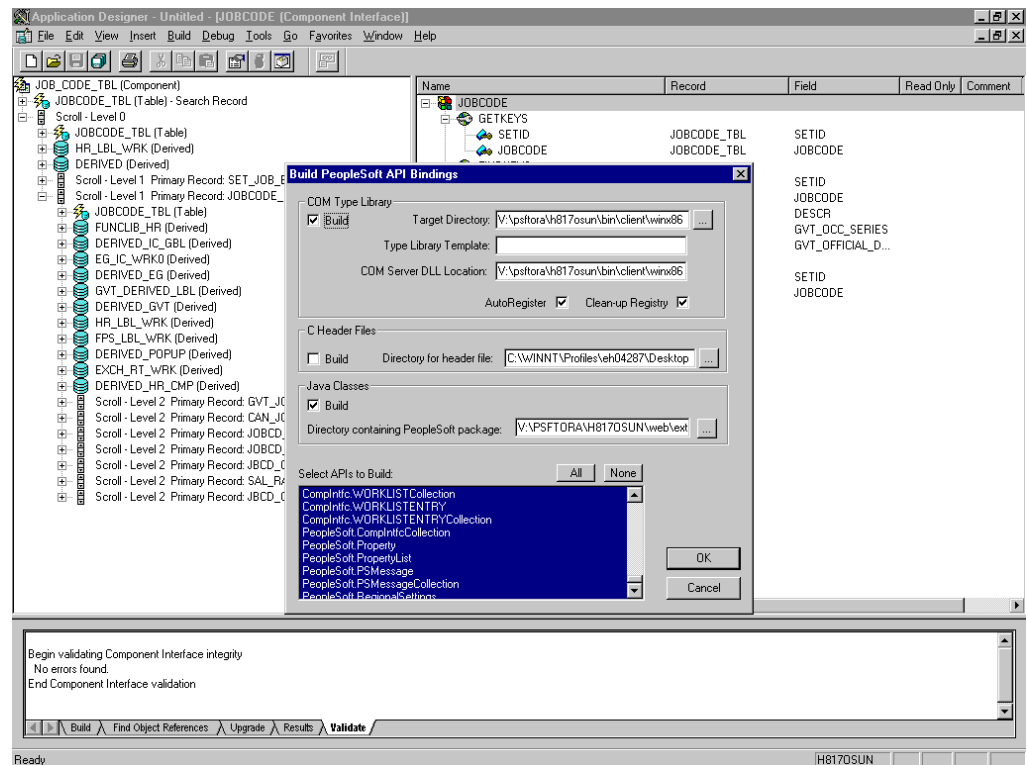 Application Designer - Untitled - [JOBCODE (Component Interface)]
File Edit View Insert Build Debug Tools Go Favorites Window Help
JOB_CODE_TBL (Component)
JOBCODE_TBL (Table) - Search Record
Scroll - Level 0
JOBCODE_TBL (Table)
HR_LBL_WRK (Derived)
DERIVED (Derived)
Scroll - Level 1 Primary Record: SET_JOB_
Scroll - Level 1 Primary Record: JOBCODE_
JOBCODE_TBL (Table)
FUNCLIB_HR (Derived)
DERIVED_IC_GBL (Derived)
EG_IC_WRK0 (Derived)
DERIVED_EG (Derived)
GVT_DERIVED_LBL (Derived)
DERIVED_GVT (Derived)
HR_LBL_WRK (Derived)
FPS_LBL_WRK (Derived)
DERIVED_POPUP (Derived)
EXCH_RT_WRK (Derived)
DERIVED_HR_CMP (Derived)
Scroll - Level 2 Primary Record: GVT_JO
Scroll - Level 2 Primary Record: CAN_JO
Scroll - Level 2 Primary Record: JOBCD_
Scroll - Level 2 Primary Record: JOBCD_
Scroll - Level 2 Primary Record: JBCD_
Scroll - Level 2 Primary Record: SAL_RA
Scroll - Level 2 Primary Record: JBCD_
Name Record Field Read Only Comment
JOBCODE
GETKEYS
SETID JOBCODE_TBL SETID
JOBCODE JOBCODE_TBL JOBCODE
SETID
JOBCODE
DESCR
GVT_OCC_SERIES
GVT_OFFICIAL_D...
SETID
JOBCODE
Build PeopleSoft API Bindings
COM Type Library
Build Target Directory: V:\psftora\h817osun\bin\client\winx86 ...
Type Library Template:
COM Server DLL Location: V:\psftora\h817osun\bin\client\winx86
AutoRegister Clean-up Registry
C Header Files
Build Directory for header file: C:\WINNT\Profiles\eh04287\Desktop ...
Java Classes
Build
Directory containing PeopleSoft package: V:\PSFTORA\H817OSUN\web\ext ...
Select APIs to Build: All None
CompIntfc.WORKLISTCollection
CompIntfc.WORKLISTENTRY
CompIntfc.WORKLISTENTRYCollection
PeopleSoft.CompIntfcCollection
PeopleSoft.Property
PeopleSoft.PropertyList
PeopleSoft.PSMessage
PeopleSoft.PSMessageCollection
PeopleSoft.RegionalSettings
OK
Cancel
Begin validating Component Interface integrity
No errors found.
End Component Interface validation
Build Find Object References Upgrade Results Validate
Ready H817OSUN